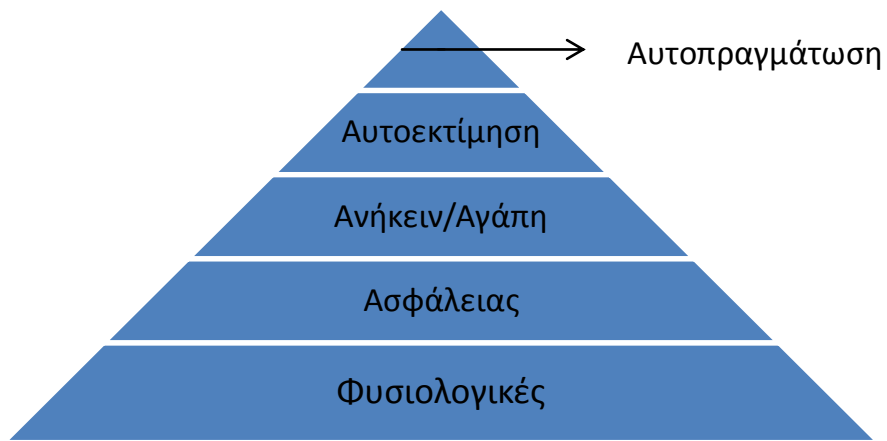 Αυτοπραγμάτωση
Αυτοεκτίμηση
Ανήκειν/Αγάπη
Ασφάλειας
Φυσιολογικές